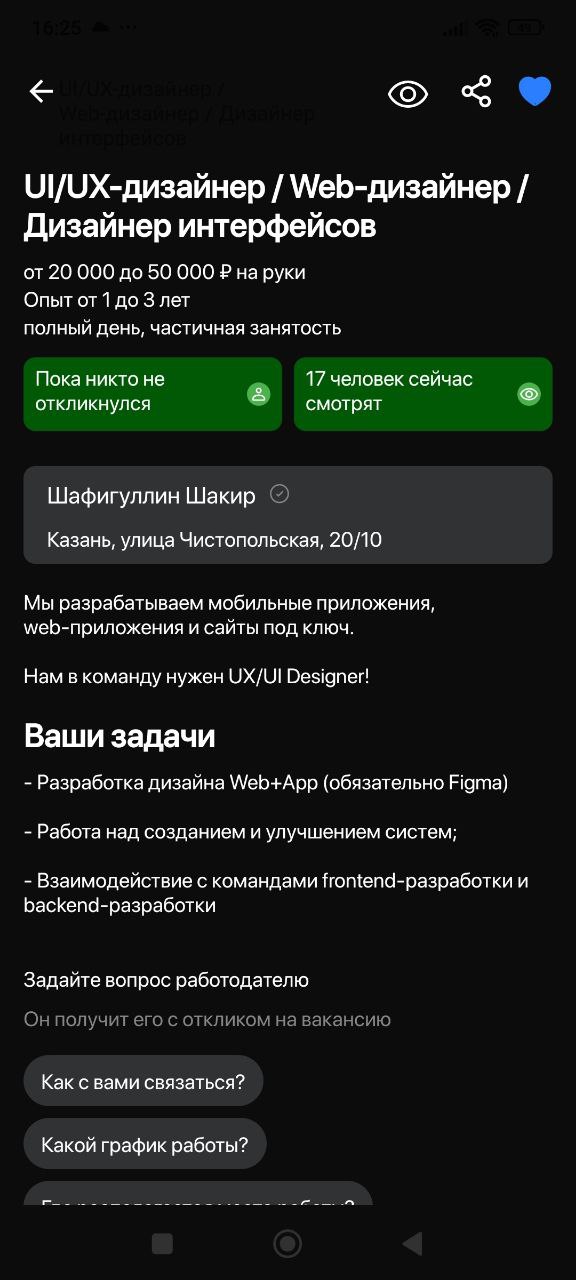 16:25
49
UI/UX-дизайнер /
Web-дизайнер / Дизайнер
интерфейсов
UI/UX-дизайнер / Web-дизайнер /
Дизайнер интерфейсов
от 20 000 до 50 000 ₽ на руки
Опыт от 1 до 3 лет
полный день, частичная занятость
Пока никто не
откликнулся
17 человек сейчас
смотрят
Шафигуллин Шакир
Казань, улица Чистопольская, 20/10
Мы разрабатываем мобильные приложения,
web-приложения и сайты под ключ.
Нам в команду нужен UX/UI Designer!
Ваши задачи
- Разработка дизайна Web+App (обязательно Figma)
- Работа над созданием и улучшением систем;
- Взаимодействие с командами frontend-разработки и
backend-разработки
Задайте вопрос работодателю
Он получит его с откликом на вакансию
Как с вами связаться?
Какой график работы?
Где располагается место работы?